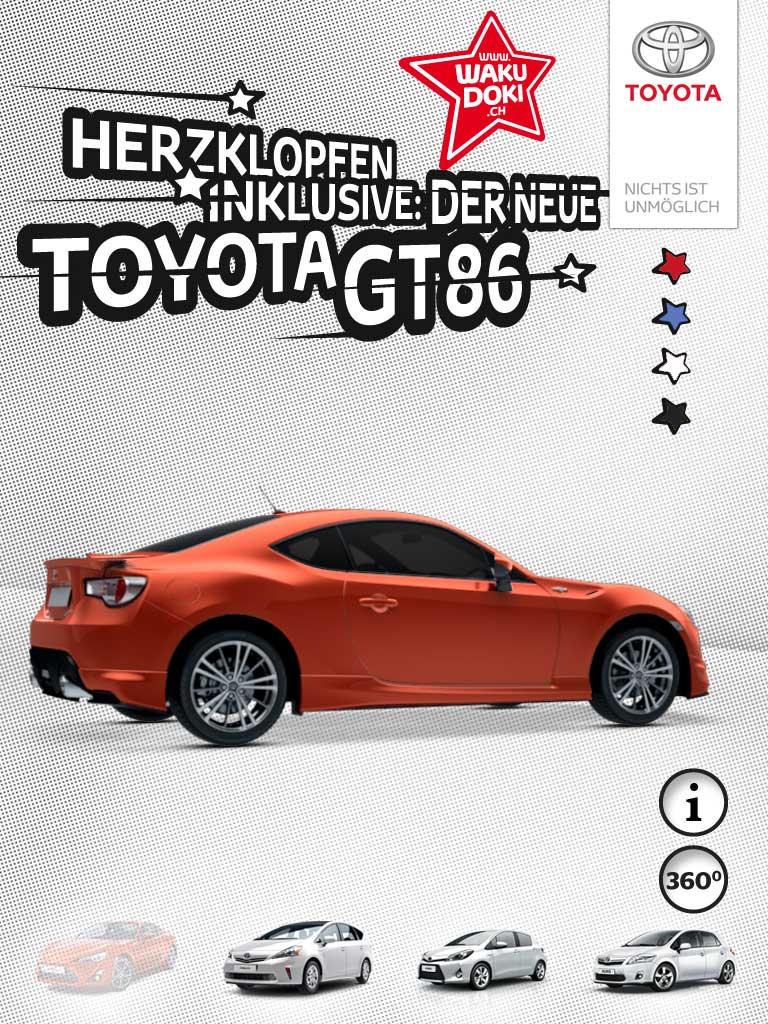 www.
WAKU
DOKI
.CH
TOYOTA
NICHTS IST
UNMÖGLICH
HERZKLOPFEN
INKLUSIVE: DER NEUE
TOYOTA GT86
i
360°